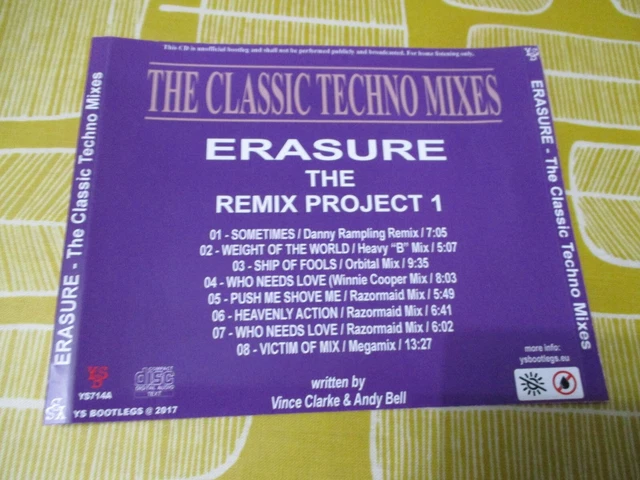 This CD is unofficial bootleg and shall not be performed publicly and broadcasted. For home listening only.
THE CLASSIC TECHNO MIXES
ERASURE
THE
REMIX PROJECT 1
01 - SOMETIMES / Danny Rampling Remix / 7:05
02 - WEIGHT OF THE WORLD / Heavy "B" Mix / 5:07
03 - SHIP OF FOOLS / Orbital Mix / 9:35
04 - WHO NEEDS LOVE (Winnie Cooper Mix / 8:03
05 - PUSH ME SHOVE ME / Razormaid Mix / 5:49
06 - HEAVENLY ACTION / Razormaid Mix / 6:41
07 - WHO NEEDS LOVE / Razormaid Mix / 6:02
08 - VICTIM OF MIX / Megamix / 13:27
written by
Vince Clarke & Andy Bell
YSB
YS714A
YS BOOTLEGS @ 2017
COMPACT
disc
DIGITAL AUDIO
TEXT
more info:
ysbootlegs.eu
ERASURE - The Classic Techno Mixes
ERASURE - The Classic Techno Mixes